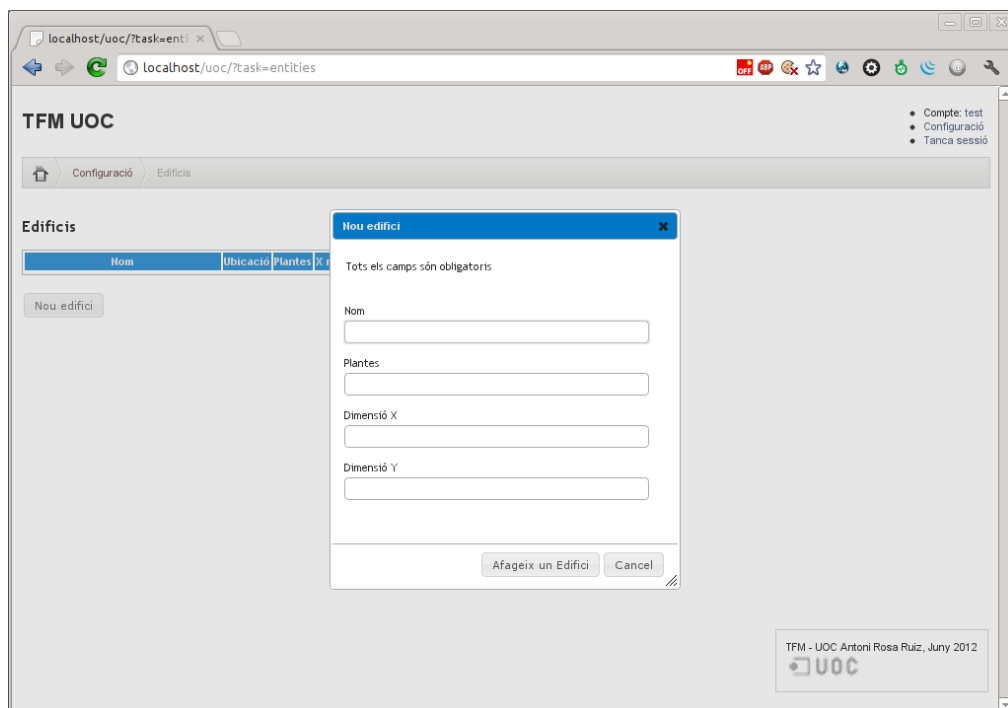 localhost/uoc/?task=enti
localhost/uoc/?task=entities
OFF
ABP
TFM UOC
Compte: test
Configuració
Tanca sessió
Configuració
Edificis
Edificis
Nom
Ubicació
Plantes
X
Nou edifici
Nou edifici
Tots els camps són obligatoris
Nom
Plantes
Dimensió X
Dimensió Y
Afageix un Edifici
Cancel
TFM - UOC Antoni Rosa Ruiz, Juny 2012
UOC